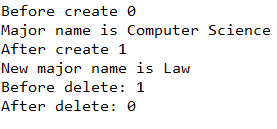 Before create 0
Major name is Computer Science
After create 1
New major name is Law
Before delete: 1
After delete: 0